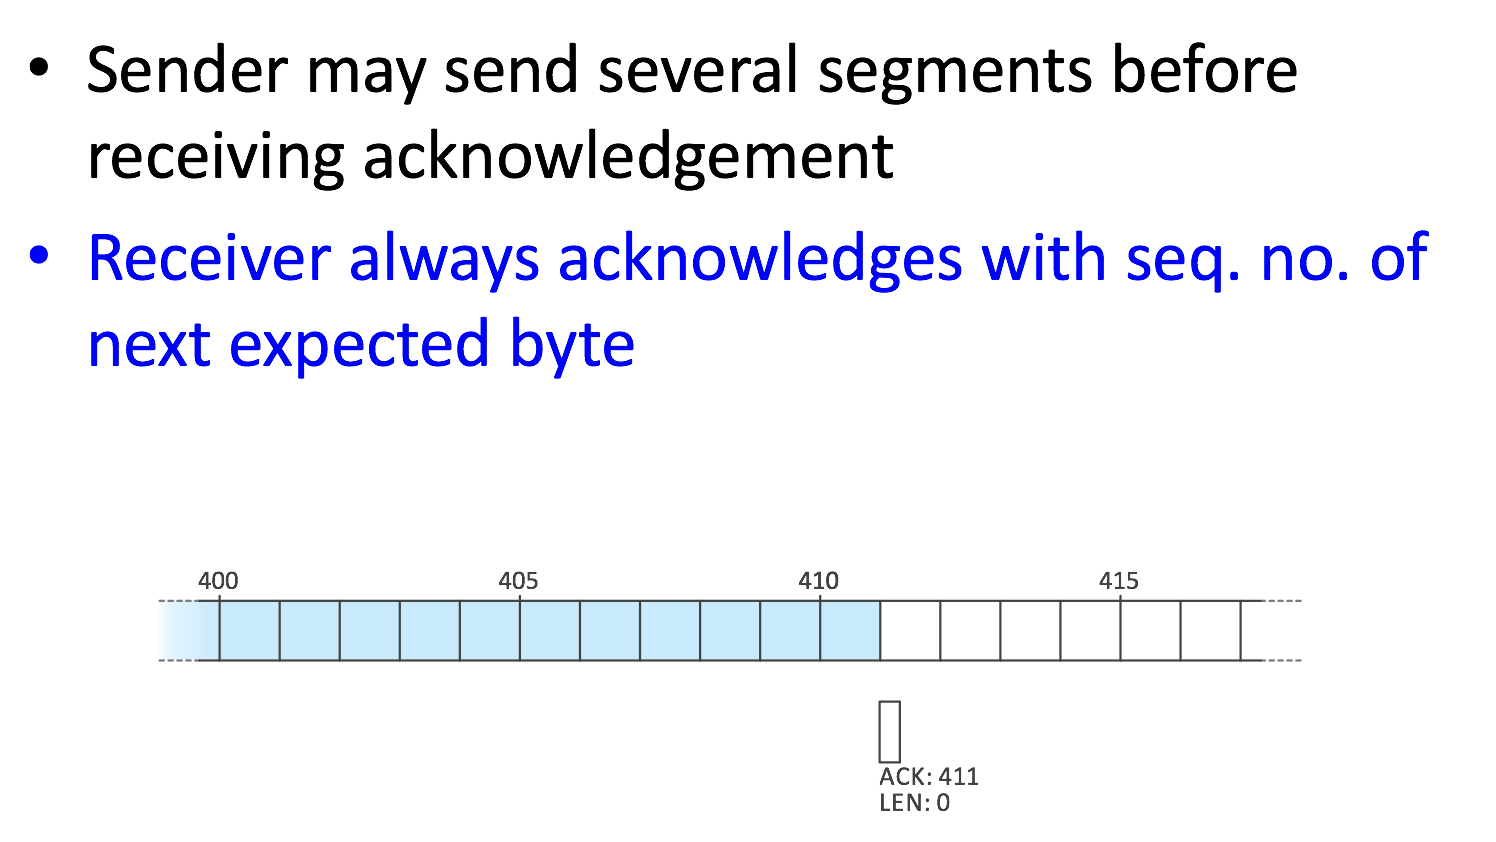 • Sender may send several segments before
receiving acknowledgement
• Receiver always acknowledges with seq. no. of
next expected byte
400 405 410 415
ACK: 411
LEN: 0